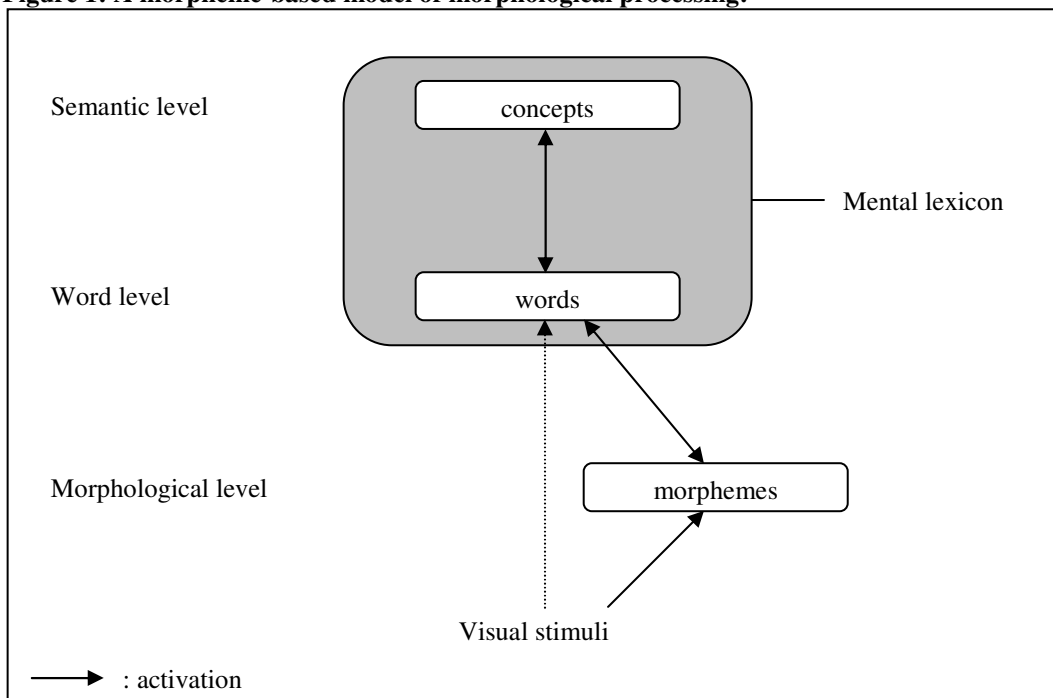 Figure 1: A morpheme-based model of morphological processing.
Semantic level
concepts
Mental lexicon
Word level
words
Morphological level
morphemes
Visual stimuli
: activation